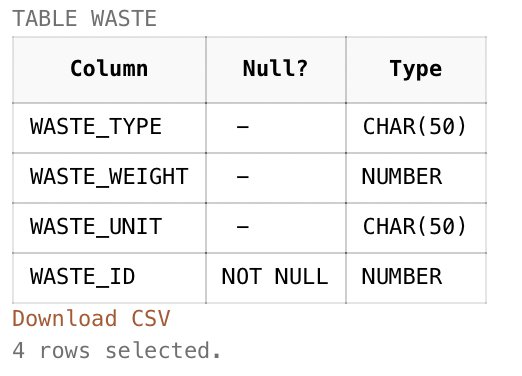 TABLE WASTE
Column Null? Type
WASTE_TYPE – CHAR(50)
WASTE_WEIGHT – NUMBER
WASTE_UNIT – CHAR(50)
WASTE_ID NOT NULL NUMBER
Download CSV
4 rows selected.